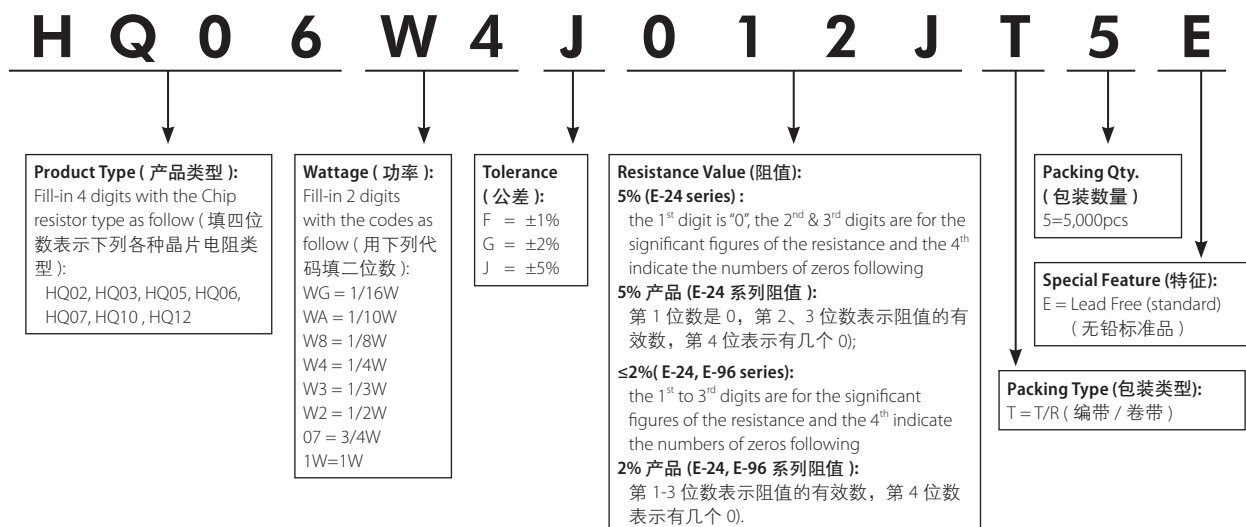 H Q 0 6 W 4 J 0 1 2 J T 5 E
Product Type ( 产品类型 ):
Fill-in 4 digits with the Chip
resistor type as follow ( 填四位
数表示下列各种晶片电阻类
型 ):
HQ02, HQ03, HQ05, HQ06,
HQ07, HQ10 , HQ12
Wattage ( 功率 ):
Fill-in 2 digits
with the codes as
follow ( 用下列代
码填二位数 ):
WG = 1/16W
WA = 1/10W
W8 = 1/8W
W4 = 1/4W
W3 = 1/3W
W2 = 1/2W
07 = 3/4W
1W=1W
Tolerance
( 公差 ):
F = ±1%
G = ±2%
J = ±5%
Resistance Value (阻值):
5% (E-24 series) :
the 1st digit is "0", the 2nd & 3rd digits are for the
significant figures of the resistance and the 4th
indicate the numbers of zeros following
5% 产品 (E-24 系列阻值 ):
第 1 位数是 0，第 2、3 位数表示阻值的有
效数，第 4 位表示有几个 0);
≤2%( E-24, E-96 series):
the 1st to 3rd digits are for the significant
figures of the resistance and the 4th indicate
the numbers of zeros following
2% 产品 (E-24, E-96 系列阻值 ):
第 1-3 位数表示阻值的有效数，第 4 位数
表示有几个 0).
Packing Qty.
( 包装数量 )
5=5,000pcs
Special Feature (特征):
E = Lead Free (standard)
( 无铅标准品 )
Packing Type (包装类型):
T = T/R ( 编带 / 卷带 )